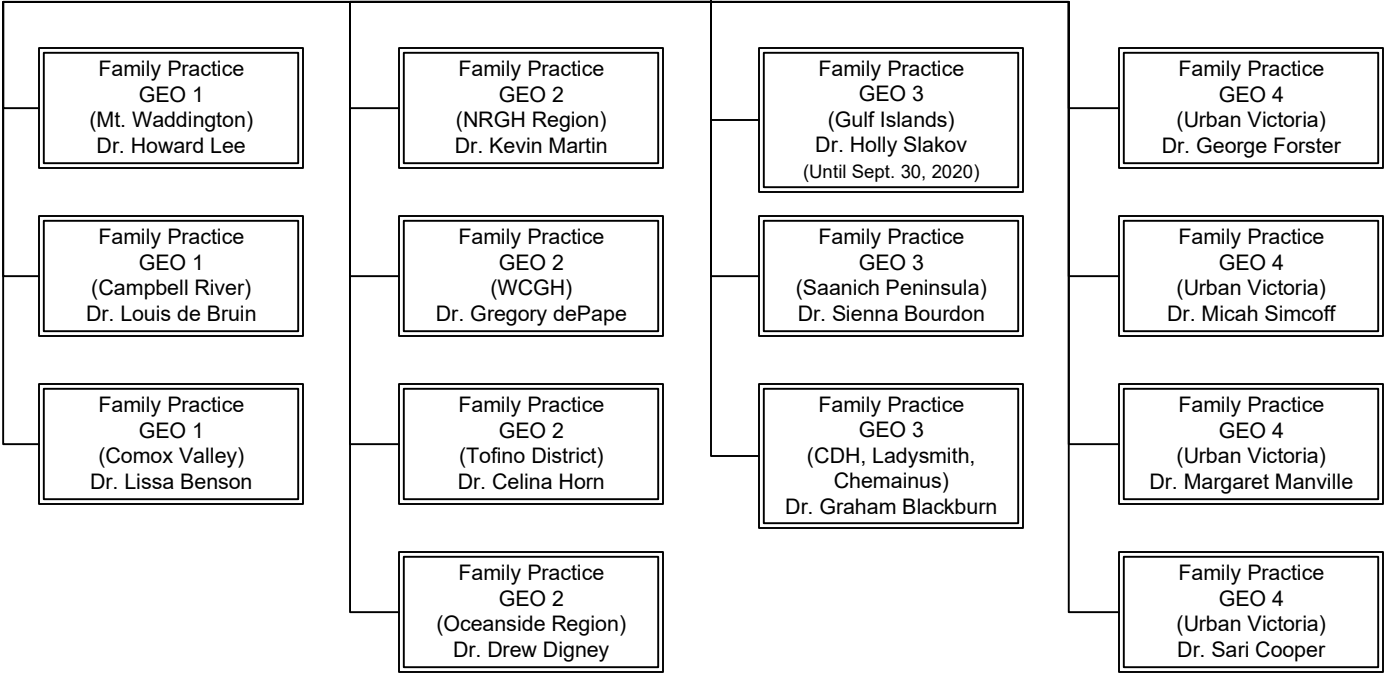 Family Practice
GEO 1
(Mt. Waddington)
Dr. Howard Lee
Family Practice
GEO 2
(NRGH Region)
Dr. Kevin Martin
Family Practice
GEO 3
(Gulf Islands)
Dr. Holly Slakov
(Until Sept. 30, 2020)
Family Practice
GEO 4
(Urban Victoria)
Dr. George Forster
Family Practice
GEO 1
(Campbell River)
Dr. Louis de Bruin
Family Practice
GEO 2
(WCGH)
Dr. Gregory dePape
Family Practice
GEO 3
(Saanich Peninsula)
Dr. Sienna Bourdon
Family Practice
GEO 4
(Urban Victoria)
Dr. Micah Simcoff
Family Practice
GEO 1
(Comox Valley)
Dr. Lissa Benson
Family Practice
GEO 2
(Tofino District)
Dr. Celina Horn
Family Practice
GEO 3
(CDH, Ladysmith,
Chemainus)
Dr. Graham Blackburn
Family Practice
GEO 4
(Urban Victoria)
Dr. Margaret Manville
Family Practice
GEO 2
(Oceanside Region)
Dr. Drew Digney
Family Practice
GEO 4
(Urban Victoria)
Dr. Sari Cooper